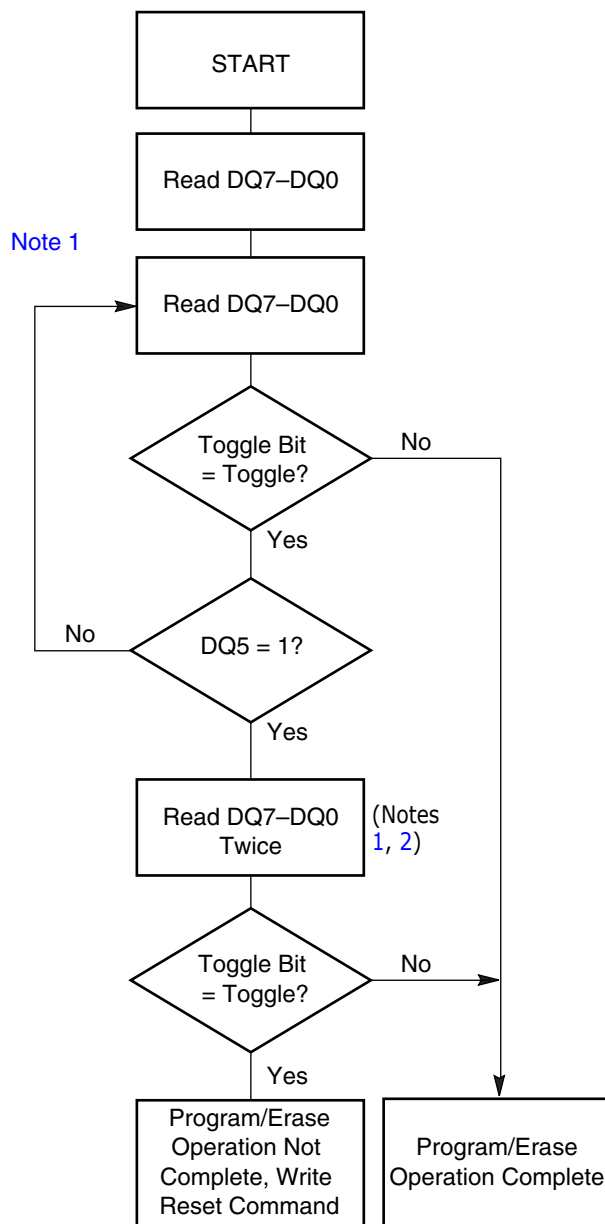 START
Read DQ7–DQ0
Note 1
Read DQ7–DQ0
Toggle Bit
= Toggle?
No
Yes
No
DQ5 = 1?
Yes
Read DQ7–DQ0
Twice
(Notes
1, 2)
Toggle Bit
= Toggle?
No
Yes
Program/Erase
Operation Not
Complete, Write
Reset Command
Program/Erase
Operation Complete